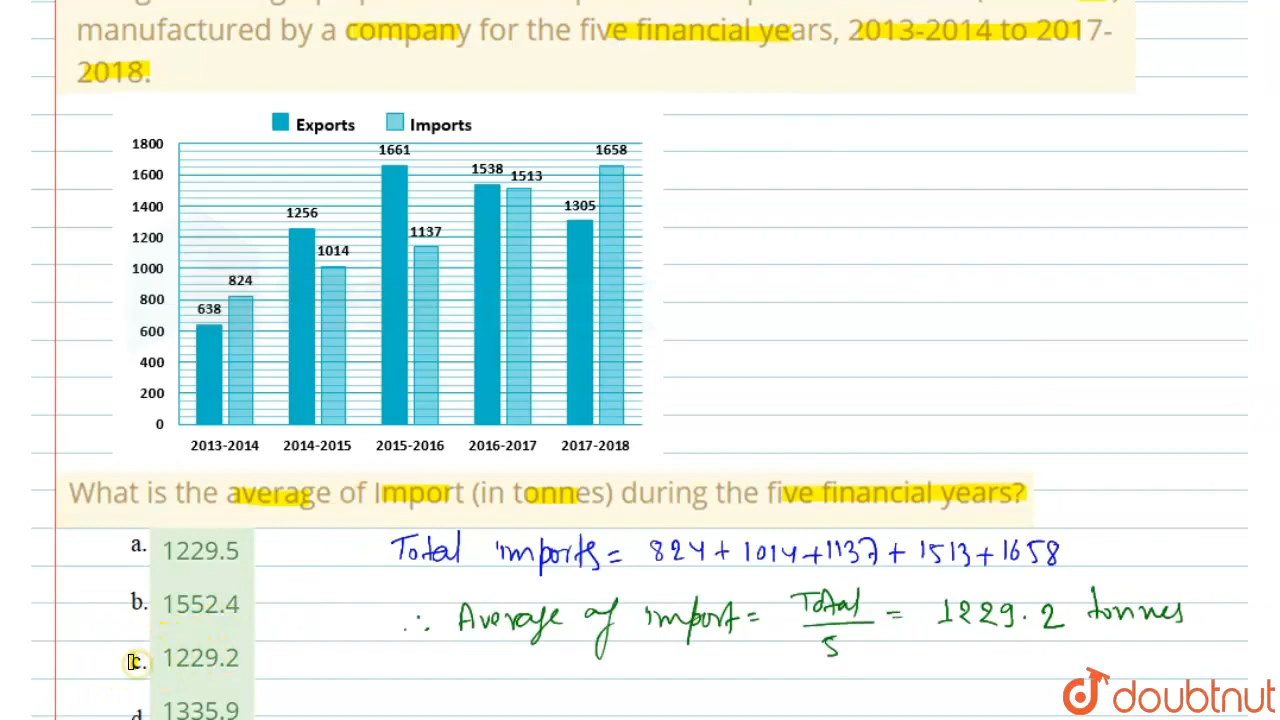 manufactured by a company for the five financial years, 2013-2014 to 2017-
2018.
Exports Imports
1800
1600
1400
1200
1000
800
600
400
200
0
638 824 1256 1014 1661 1137 1538 1513 1305 1658
2013-2014 2014-2015 2015-2016 2016-2017 2017-2018
What is the average of Import (in tonnes) during the five financial years?
a. 1229.5
b. 1552.4
c. 1229.2
d. 1335.9
Total imports = 824 + 1014 + 1137 + 1513 + 1658
∴ Average of import = Total/5 = 1229.2 tonnes
doubtnut